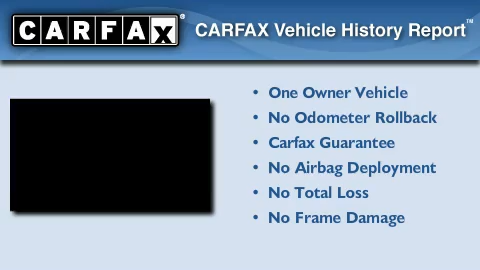 CARFAX® CARFAX Vehicle History Report™
• One Owner Vehicle
• No Odometer Rollback
• Carfax Guarantee
• No Airbag Deployment
• No Total Loss
• No Frame Damage